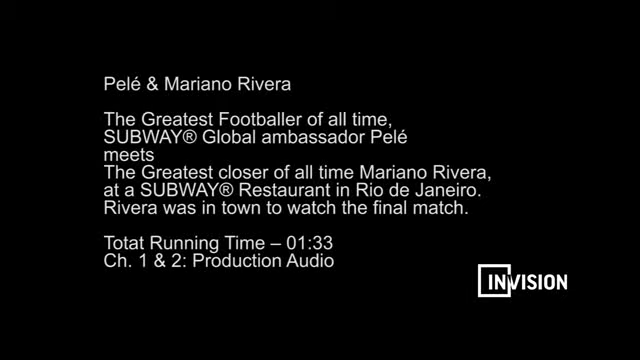 Pelé & Mariano Rivera
The Greatest Footballer of all time,
SUBWAY® Global ambassador Pelé
meets
The Greatest closer of all time Mariano Rivera,
at a SUBWAY® Restaurant in Rio de Janeiro.
Rivera was in town to watch the final match.
Totat Running Time – 01:33
Ch. 1 & 2: Production Audio
INVISION